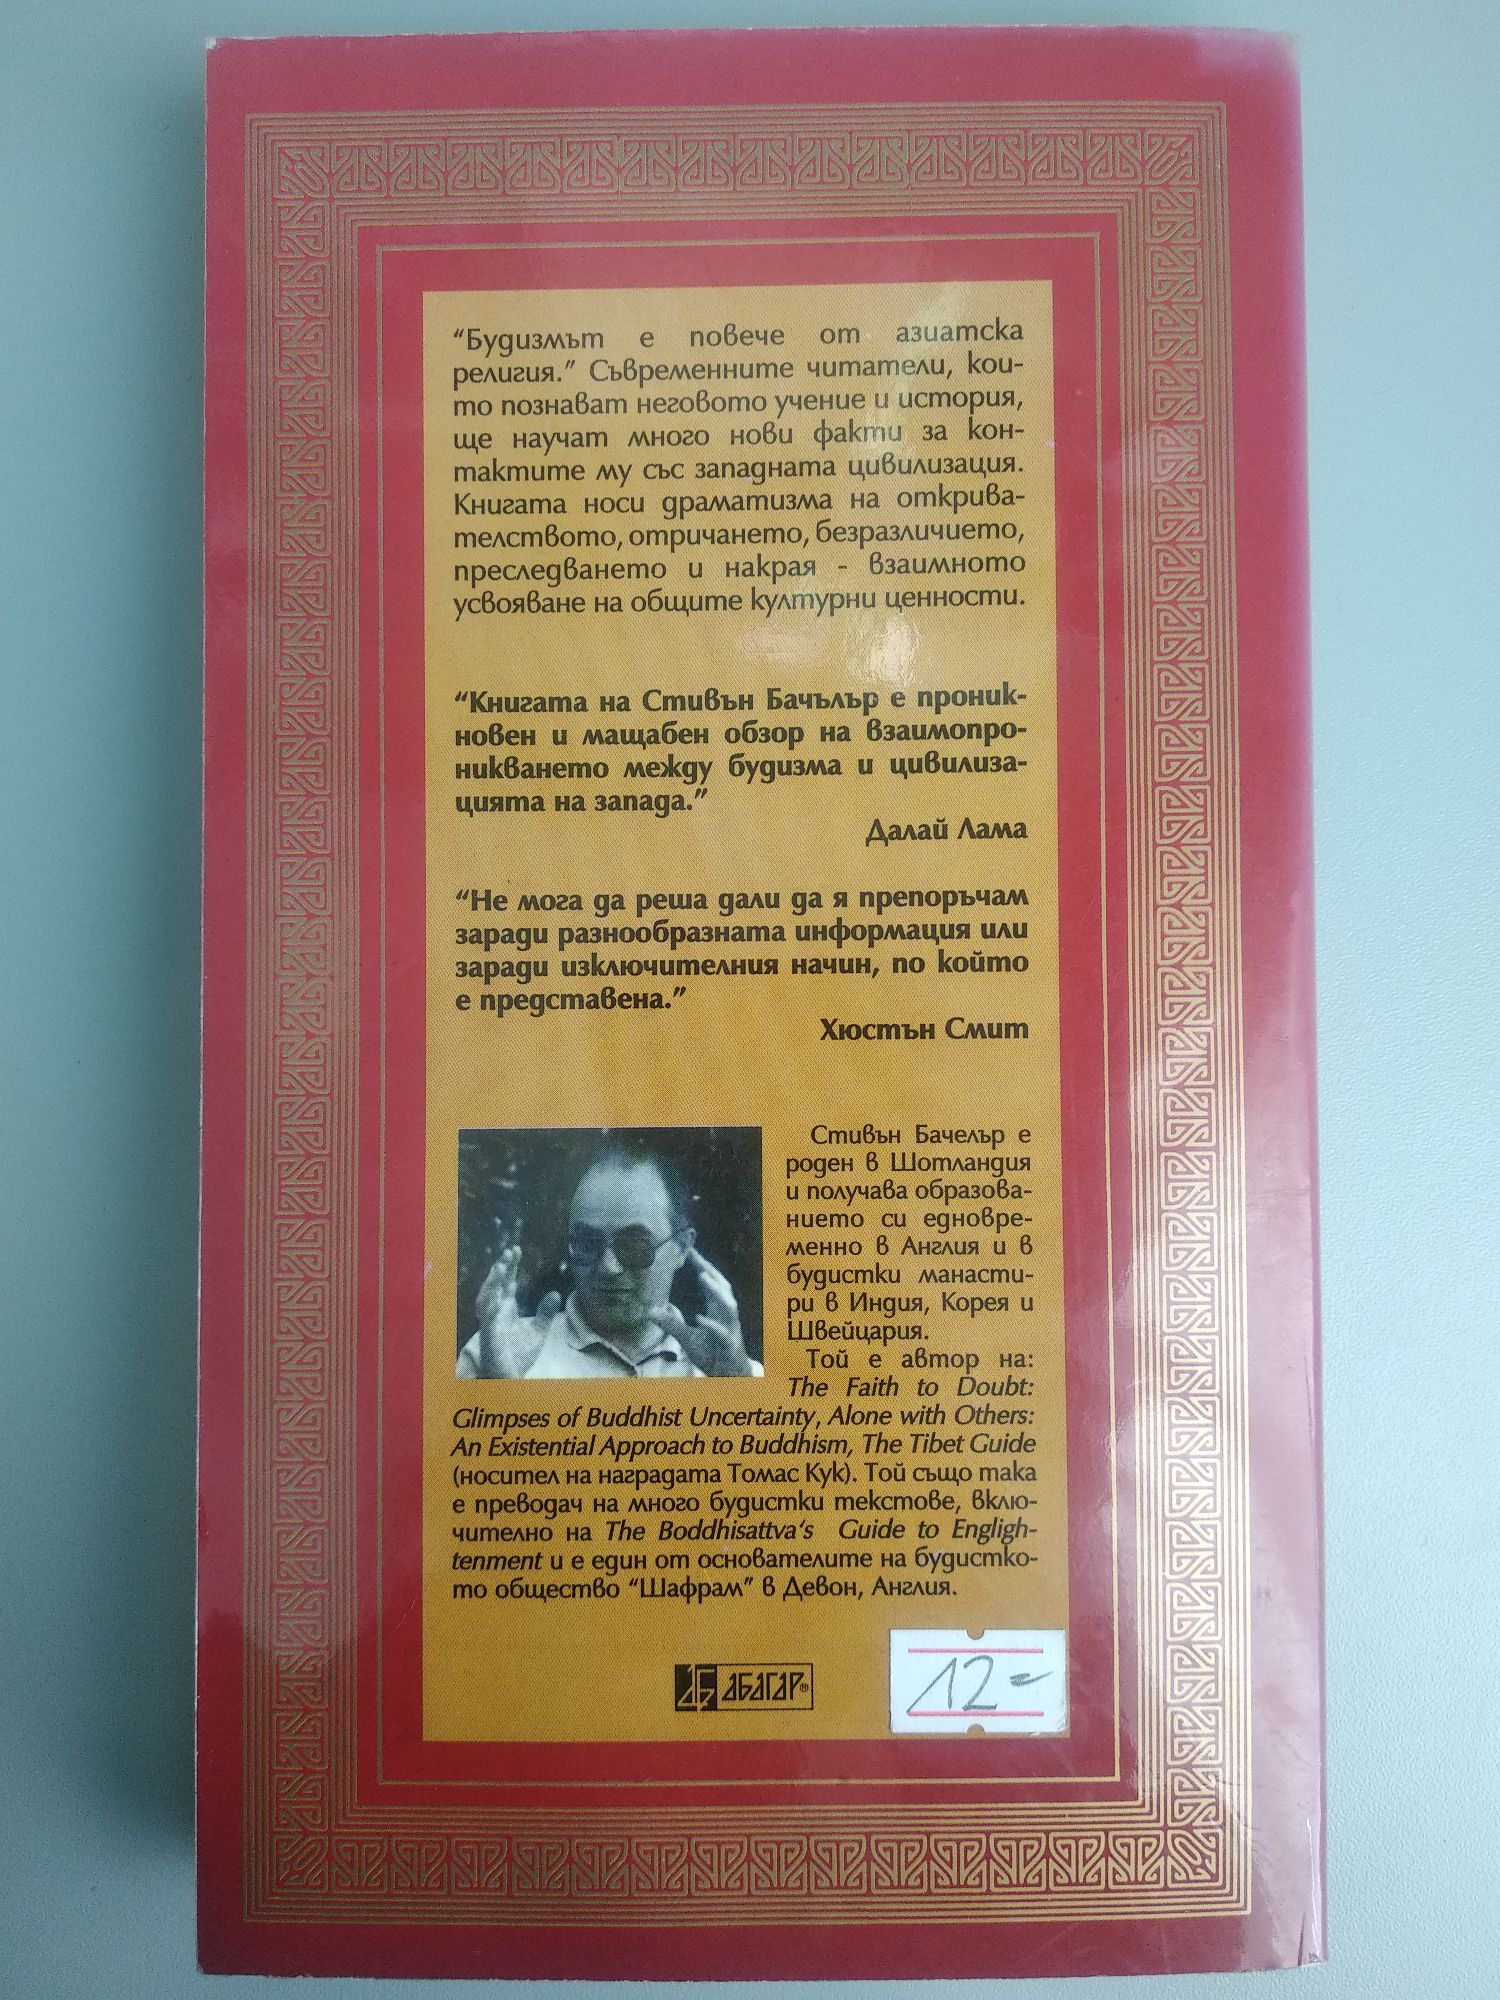 “Будизмът е повече от азиатска
религия.” Съвременните читатели, кои-
то познават неговото учение и история,
ще научат много нови факти за кон-
тактите му със западната цивилизация.
Книгата носи драматизма на открива-
телството, отричането, безразличието,
преследването и накрая - взаимното
усвояване на общите културни ценности.
“Книгата на Стивън Бачълър е проник-
новен и мащабен обзор на взаимопро-
никването между будизма и цивилиза-
цията на запада.”
Далай Лама
“Не мога да реша дали да я препоръчам
заради разнообразната информация или
заради изключителния начин, по който
е представена.”
Хюстън Смит
Стивън Бачелър е
роден в Шотландия
и получава образова-
нието си едновре-
менно в Англия и в
будистки манасти-
ри в Индия, Корея и
Швейцария.
Той е автор на:
The Faith to Doubt:
Glimpses of Buddhist Uncertainty, Alone with Others:
An Existential Approach to Buddhism, The Tibet Guide
(носител на наградата Томас Кук). Той също така
е преводач на много будистки текстове, вклю-
чително на The Boddhisattva‘s Guide to Engligh-
tenment и е един от основателите на будистко-
то общество “Шафрам” в Девон, Англия.
АБ АБАГАР®
12=